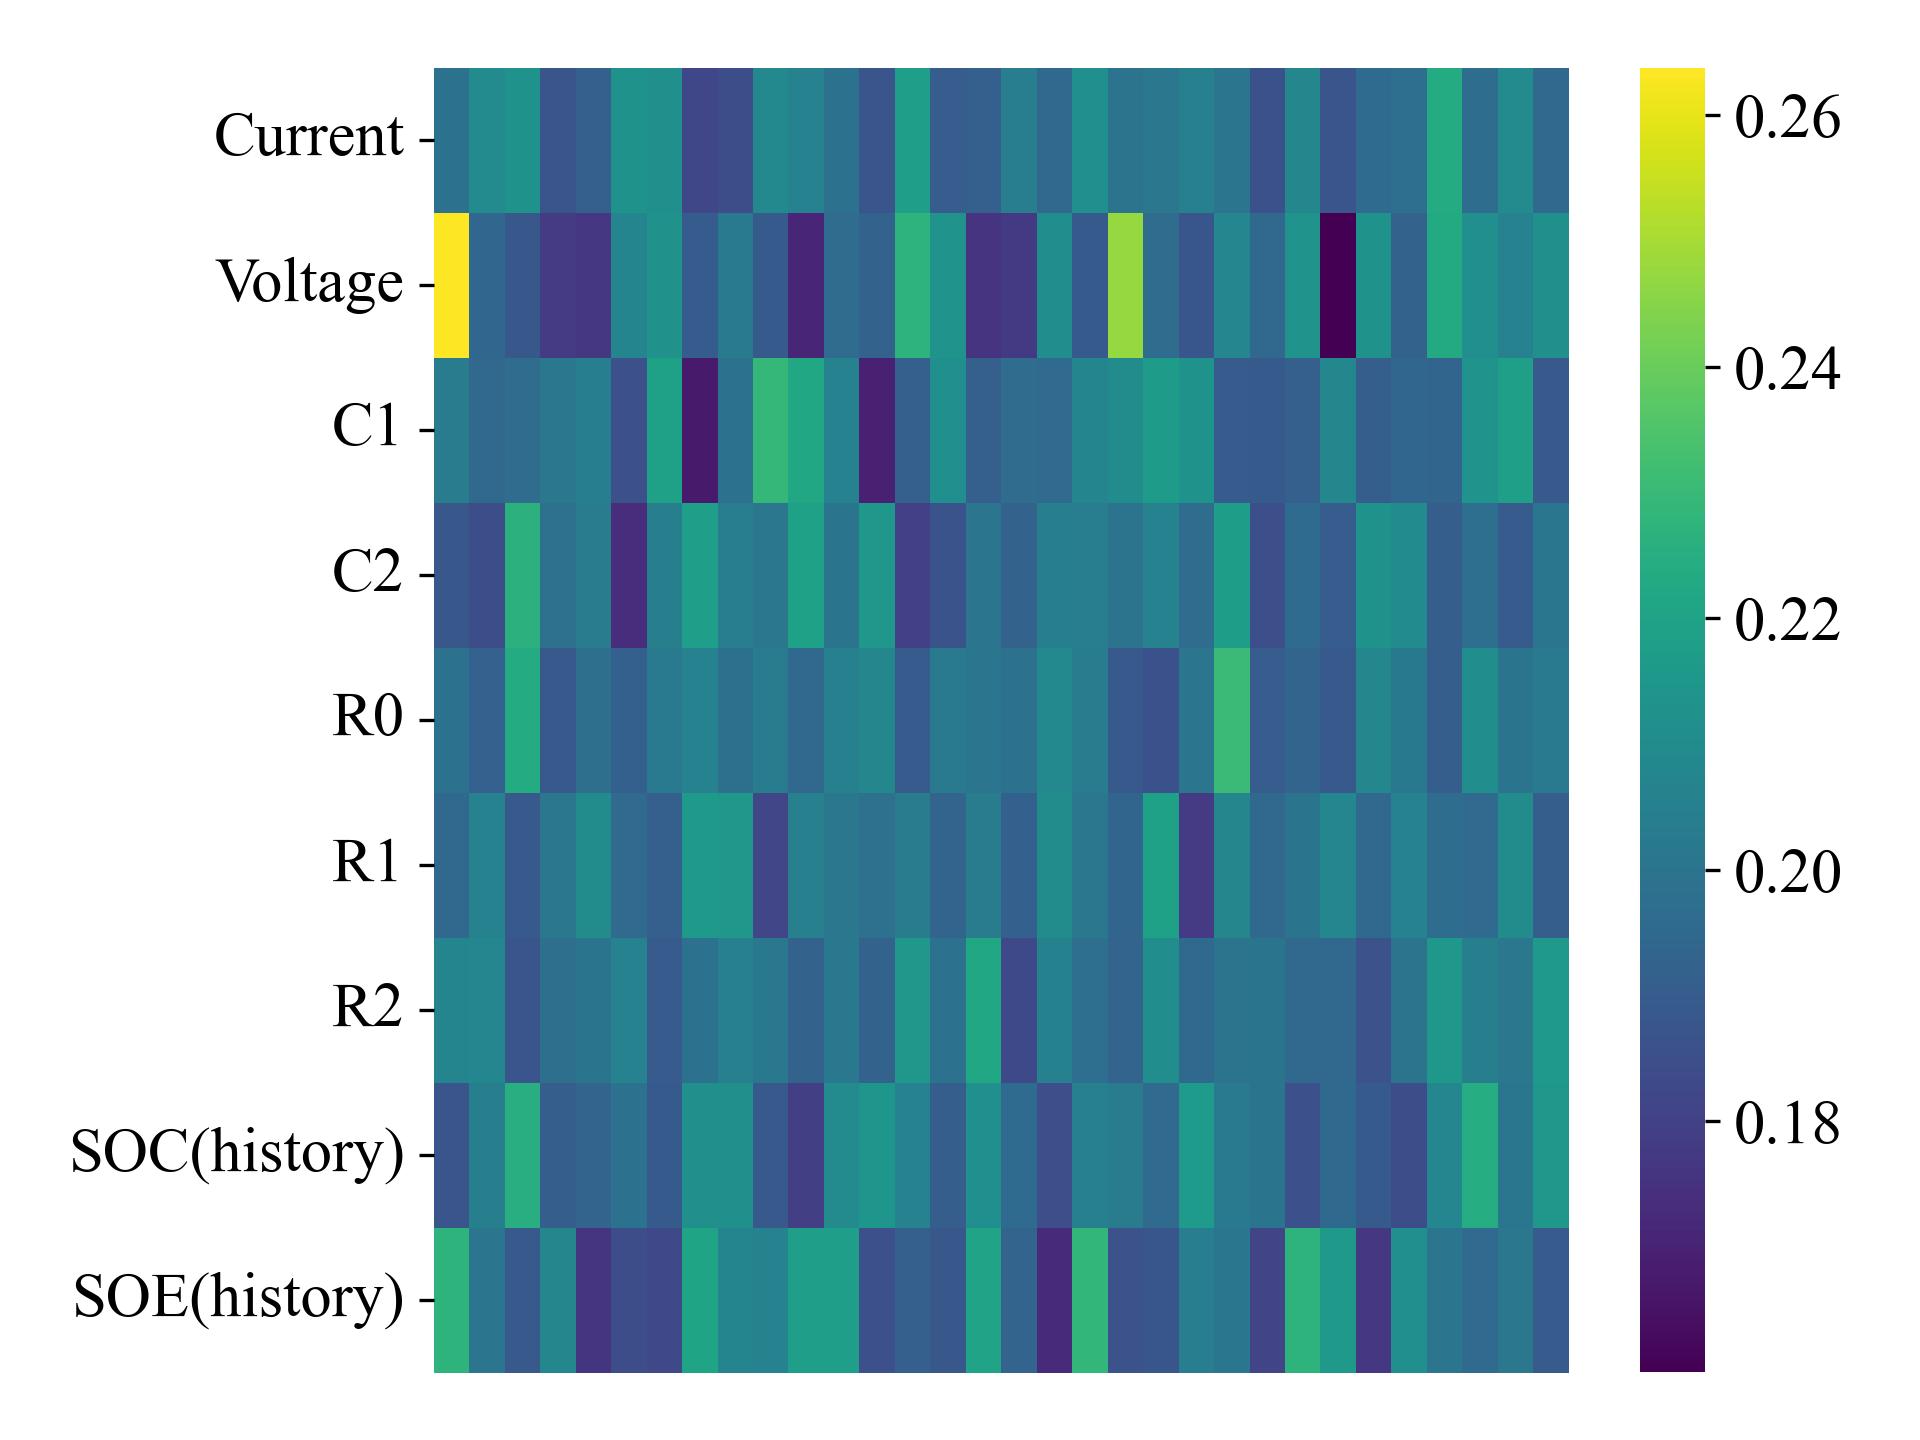 Current
Voltage
C1
C2
R0
R1
R2
SOC(history)
SOE(history)
0.26
0.24
0.22
0.20
0.18